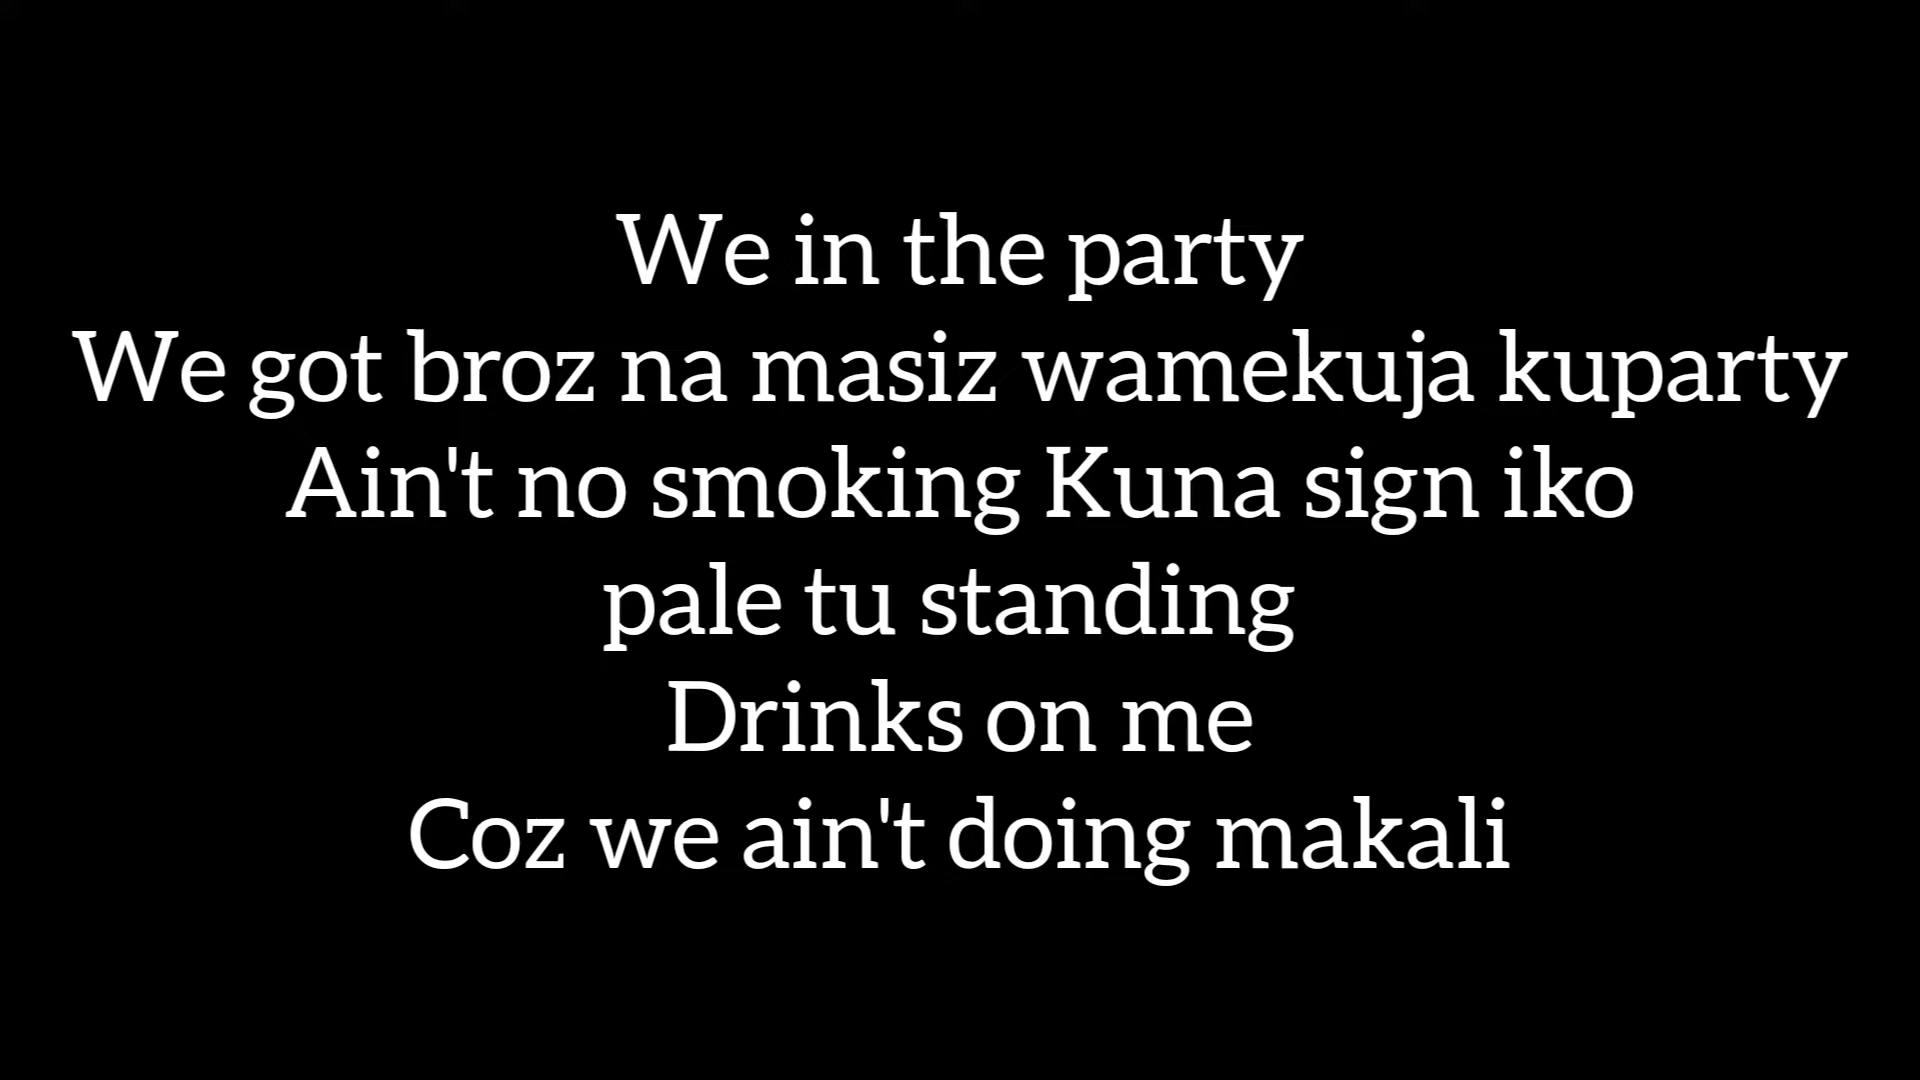 We in the party
We got broz na masiz wamekuja kuparty
Ain't no smoking Kuna sign iko
pale tu standing
Drinks on me
Coz we ain't doing makali